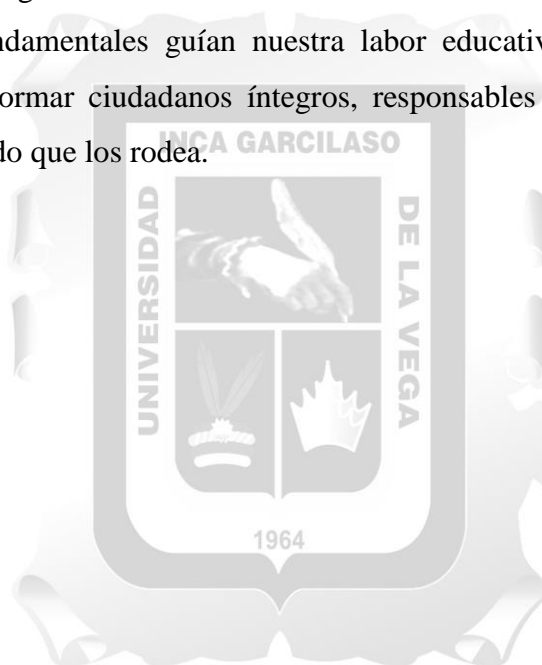 ndamentales guían nuestra labor educativ
ormar ciudadanos íntegros, responsables
do que los rodea.
INCA GARCILASO
UNIVERSIDAD
DE LA VEGA
1964